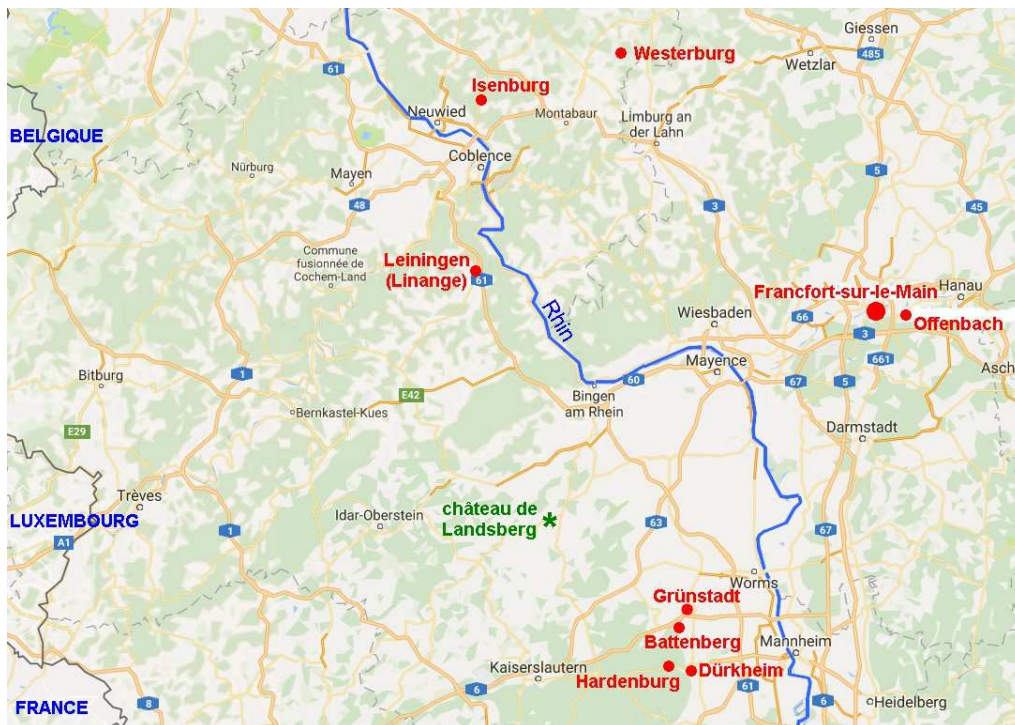 Giessen
Westerburg
485
Wetzlar
61
Isenburg
Neuwied
Montabaur
Limburg an
der Lahn
BELGIQUE
Coblence
Nürburg
Mayen
5
48
3
45
Commune
fusionnée de
Cochem-Land
Leiningen
(Linange)
61
Hanau
Francfort-sur-le-Main
Rhin
Wiesbaden
66
3
Offenbach
Mayence
661
Asch
Bitburg
1
60
67
5
Bingen
am Rhein
E42
Bernkastel-Kues
E29
Darmstadt
Trèves
château de
Landsberg
*
LUXEMBOURG
Idar-Oberstein
63
67
1
A1
Worms
Grünstadt
Battenberg
Mannheim
Kaiserslautern
Hardenburg
Dürkheim
6
61
6
FRANCE
8
Heidelberg